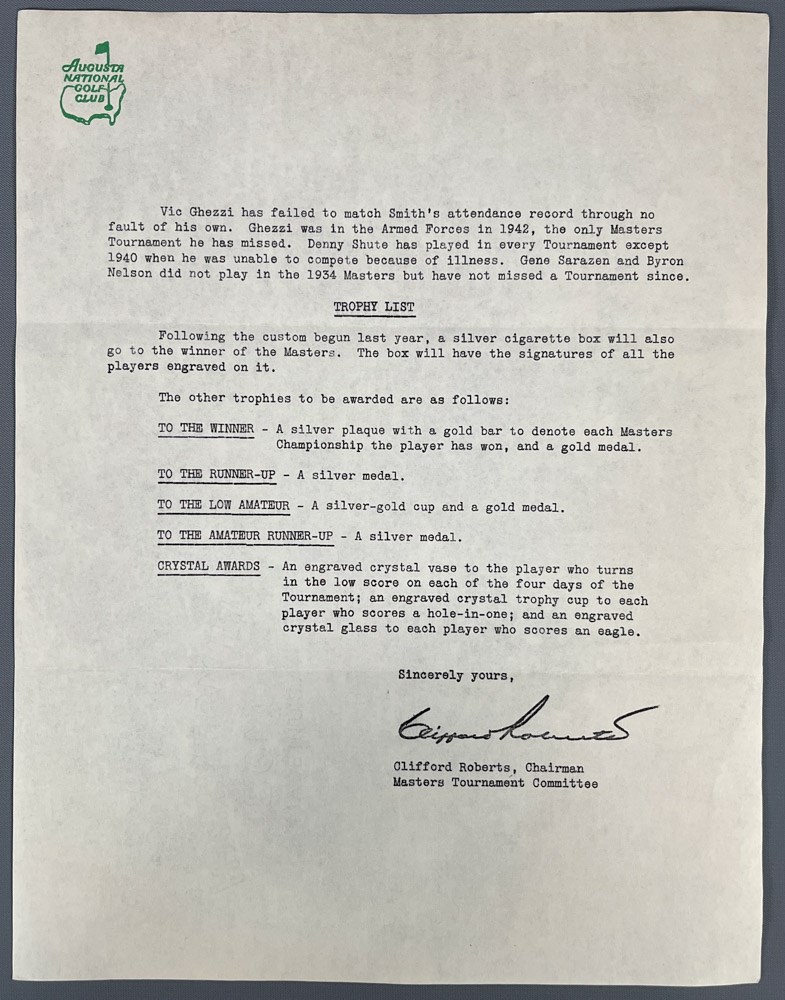 AUGUSTA
NATIONAL
GOLF
CLUB
Vic Ghezzi has failed to match Smith's attendance record through no
fault of his own. Ghezzi was in the Armed Forces in 1942, the only Masters
Tournament he has missed. Denny Shute has played in every Tournament except
1940 when he was unable to compete because of illness. Gene Sarazen and Byron
Nelson did not play in the 1934 Masters but have not missed a Tournament since.
TROPHY LIST
Following the custom begun last year, a silver cigarette box will also
go to the winner of the Masters. The box will have the signatures of all the
players engraved on it.
The other trophies to be awarded are as follows:
TO THE WINNER - A silver plaque with a gold bar to denote each Masters
Championship the player has won, and a gold medal.
TO THE RUNNER-UP - A silver medal.
TO THE LOW AMATEUR - A silver-gold cup and a gold medal.
TO THE AMATEUR RUNNER-UP - A silver medal.
CRYSTAL AWARDS - An engraved crystal vase to the player who turns
in the low score on each of the four days of the
Tournament; an engraved crystal trophy cup to each
player who scores a hole-in-one; and an engraved
crystal glass to each player who scores an eagle.
Sincerely yours,
Clifford Roberts
Clifford Roberts, Chairman
Masters Tournament Committee